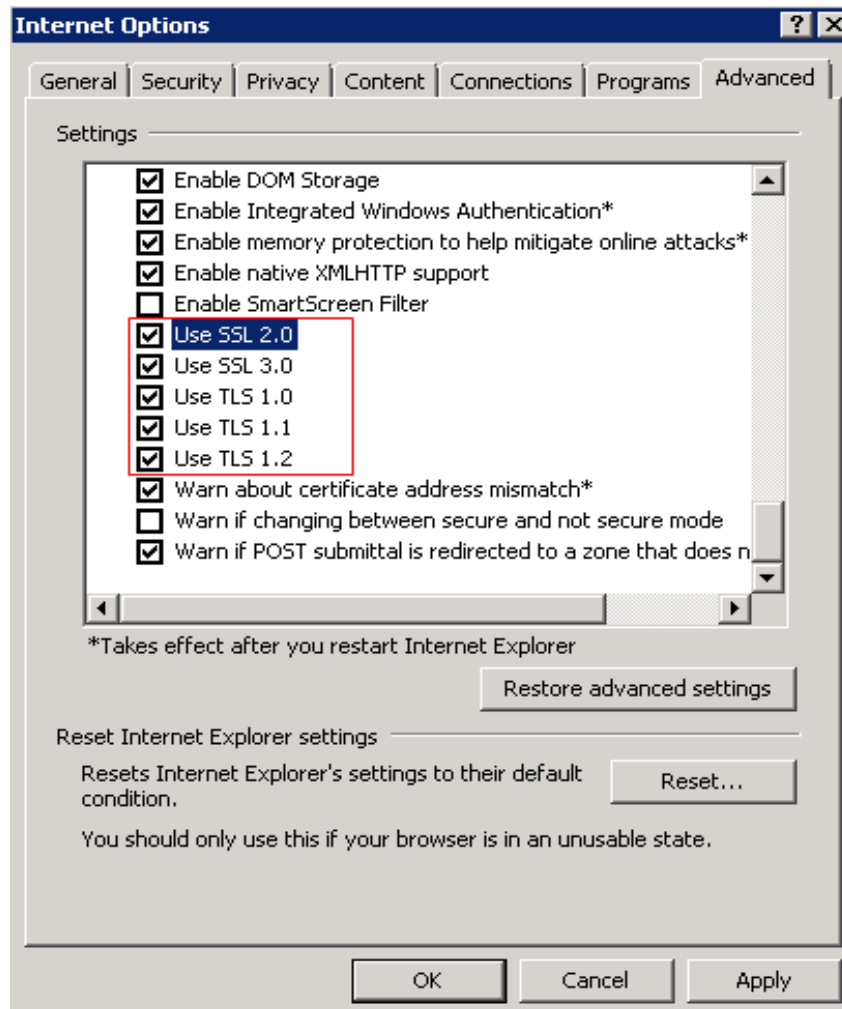 Internet Options
General Security Privacy Content Connections Programs Advanced
Settings
Enable DOM Storage
Enable Integrated Windows Authentication*
Enable memory protection to help mitigate online attacks*
Enable native XMLHTTP support
Enable SmartScreen Filter
Use SSL 2.0
Use SSL 3.0
Use TLS 1.0
Use TLS 1.1
Use TLS 1.2
Warn about certificate address mismatch*
Warn if changing between secure and not secure mode
Warn if POST submittal is redirected to a zone that does n
*Takes effect after you restart Internet Explorer
Restore advanced settings
Reset Internet Explorer settings
Resets Internet Explorer's settings to their default
condition.
Reset...
You should only use this if your browser is in an unusable state.
OK Cancel Apply